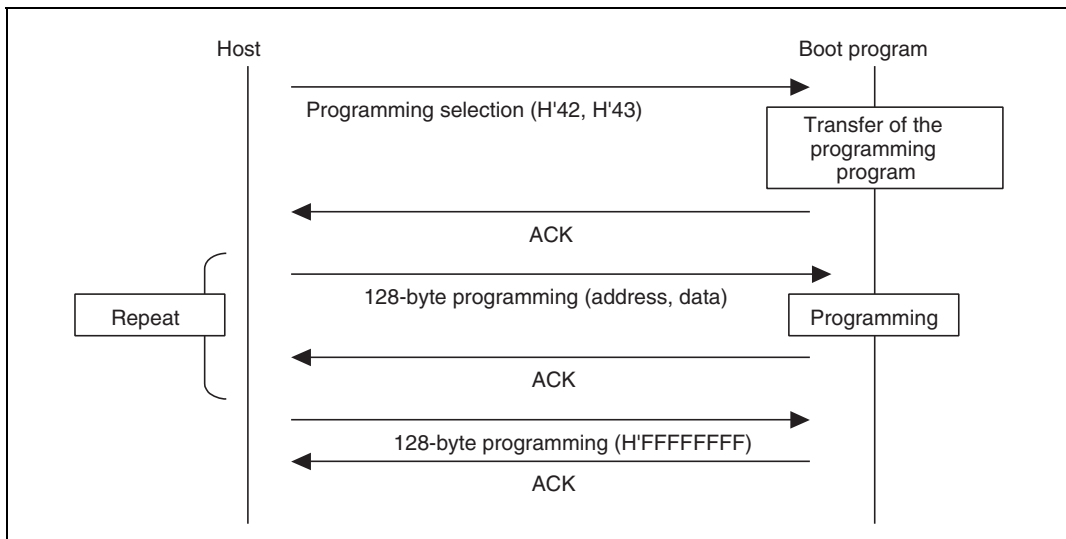 Host
Boot program
Programming selection (H'42, H'43)
Transfer of the
programming
program
ACK
128-byte programming (address, data)
Repeat
Programming
ACK
128-byte programming (H'FFFFFFFF)
ACK